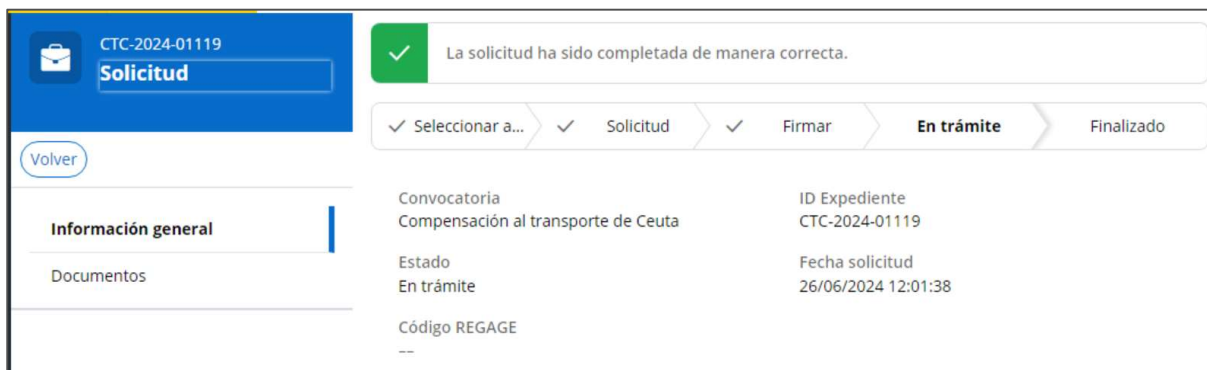 CTC-2024-01119
Solicitud
Volver
Información general
Documentos
La solicitud ha sido completada de manera correcta.
Seleccionar a... Solicitud Firmar En trámite Finalizado
Convocatoria
Compensación al transporte de Ceuta
ID Expediente
CTC-2024-01119
Estado
En trámite
Fecha solicitud
26/06/2024 12:01:38
Código REGAGE
--